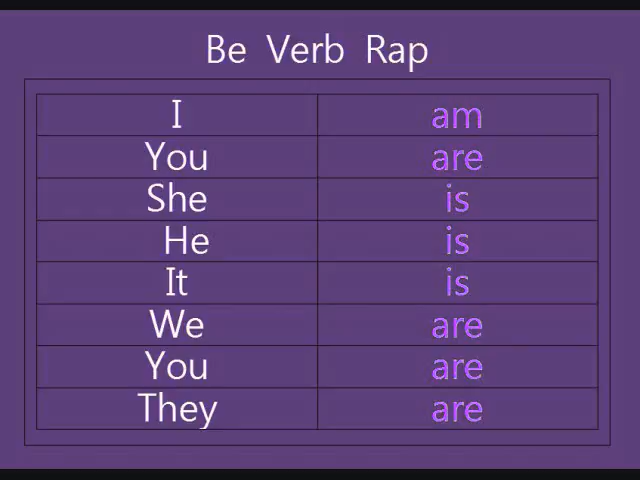 Be Verb Rap
I am
You are
She is
He is
It is
We are
You are
They are